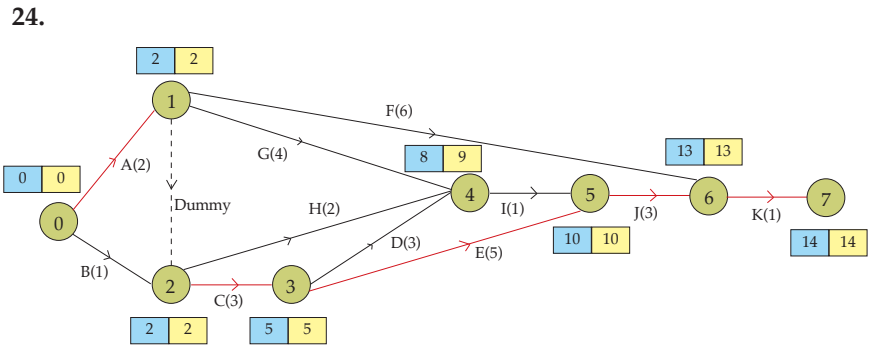 24.
2 2
1
F(6)
G(4)
8 9
13 13
0 0
A(2)
4
I(1)
5
6
7
0
Dummy
H(2)
J(3)
K(1)
B(1)
D(3)
E(5)
10 10
14 14
2
C(3)
3
2 2
5 5